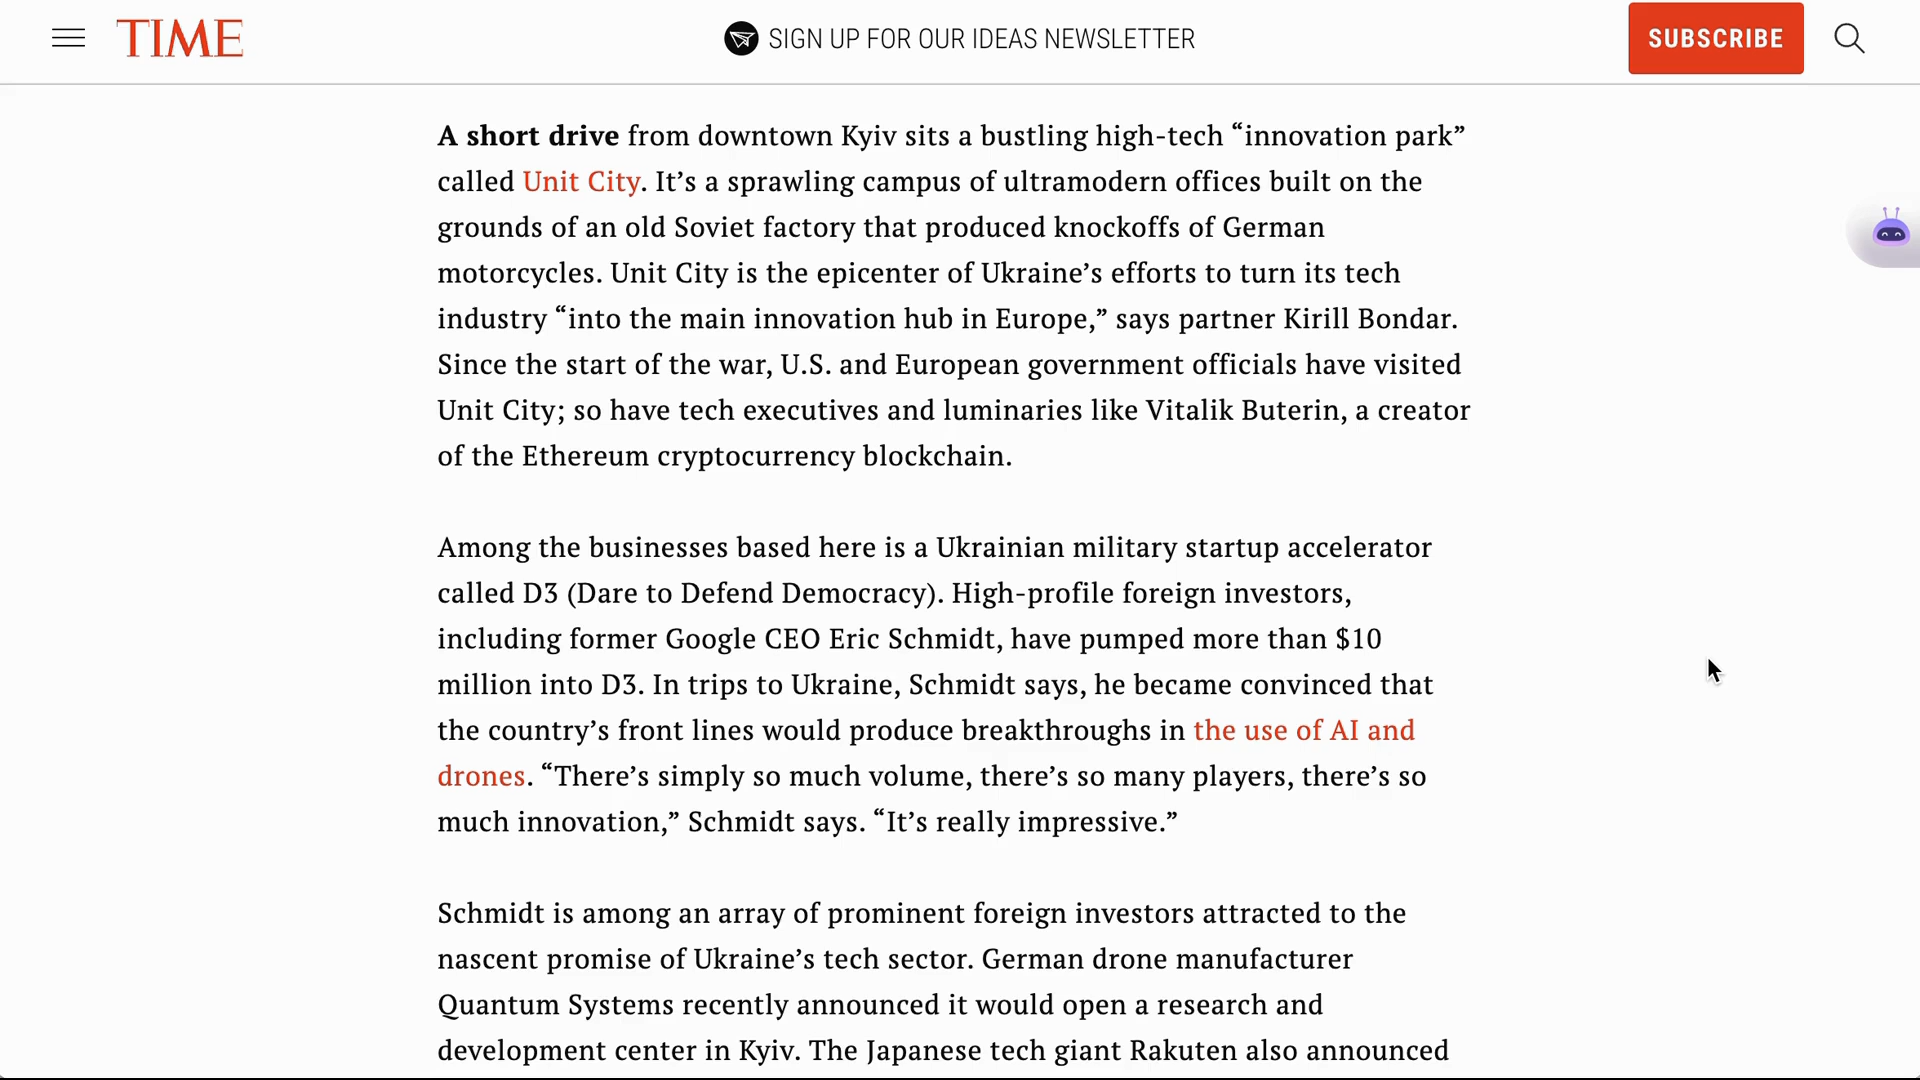 TIME
SIGN UP FOR OUR IDEAS NEWSLETTER
SUBSCRIBE
A short drive from downtown Kyiv sits a bustling high-tech “innovation park”
called Unit City. It’s a sprawling campus of ultramodern offices built on the
grounds of an old Soviet factory that produced knockoffs of German
motorcycles. Unit City is the epicenter of Ukraine’s efforts to turn its tech
industry “into the main innovation hub in Europe,” says partner Kirill Bondar.
Since the start of the war, U.S. and European government officials have visited
Unit City; so have tech executives and luminaries like Vitalik Buterin, a creator
of the Ethereum cryptocurrency blockchain.
Among the businesses based here is a Ukrainian military startup accelerator
called D3 (Dare to Defend Democracy). High-profile foreign investors,
including former Google CEO Eric Schmidt, have pumped more than $10
million into D3. In trips to Ukraine, Schmidt says, he became convinced that
the country’s front lines would produce breakthroughs in the use of AI and
drones. “There’s simply so much volume, there’s so many players, there’s so
much innovation,” Schmidt says. “It’s really impressive.”
Schmidt is among an array of prominent foreign investors attracted to the
nascent promise of Ukraine’s tech sector. German drone manufacturer
Quantum Systems recently announced it would open a research and
development center in Kyiv. The Japanese tech giant Rakuten also announced